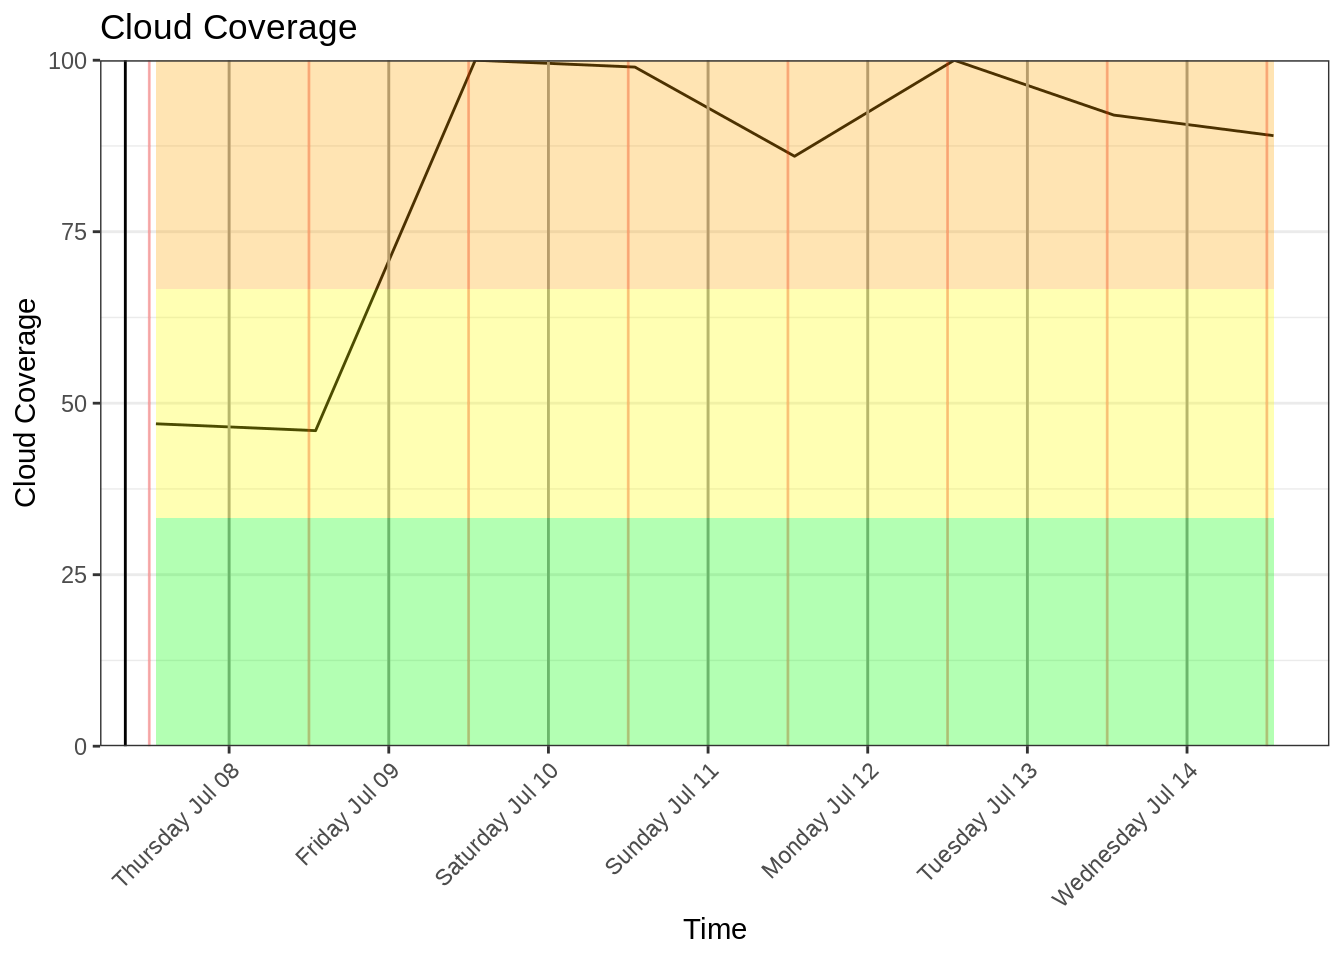 Cloud Coverage
Cloud Coverage
100
75
50
25
0
Thursday Jul 08
Friday Jul 09
Saturday Jul 10
Sunday Jul 11
Monday Jul 12
Tuesday Jul 13
Wednesday Jul 14
Time